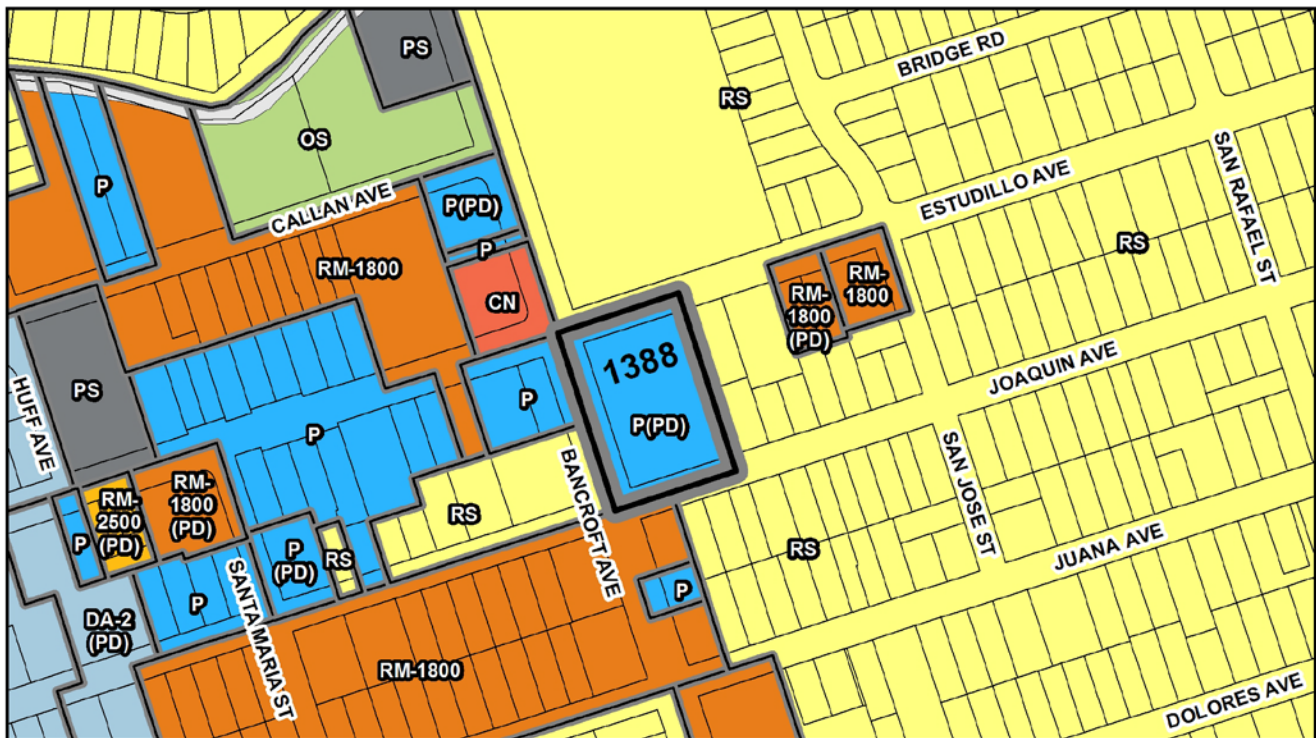 PS
BRIDGE RD
RS
OS
P
ESTUDILLO AVE
SAN RAFAEL ST
CALLAN AVE
P(PD)
P
RS
RM-1800
RM-
1800
CN
RM-
1800
(PD)
1388
JOAQUIN AVE
PS
HUFF AVE
P
P(PD)
P
RM-
1800
(PD)
RM-
2500
(PD)
BANCROFT AVE
SAN JOSE ST
RS
P
P
(PD)
RS
RS
JUANA AVE
P
SANTA MARIA ST
P
DA-2
(PD)
RM-1800
DOLORES AVE